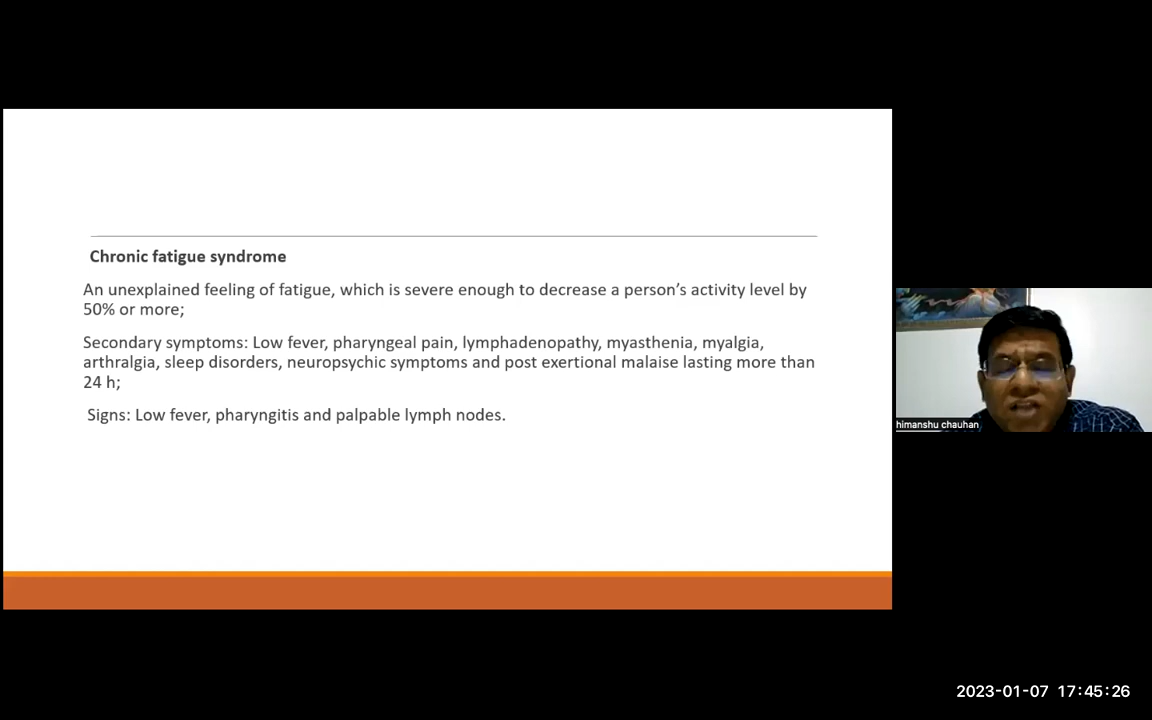 Chronic fatigue syndrome
An unexplained feeling of fatigue, which is severe enough to decrease a person's activity level by
50% or more;
Secondary symptoms: Low fever, pharyngeal pain, lymphadenopathy, myasthenia, myalgia,
arthralgia, sleep disorders, neuropsychic symptoms and post exertional malaise lasting more than
24 h;
Signs: Low fever, pharyngitis and palpable lymph nodes.
himanshu chauhan
2023-01-07 17:45:26